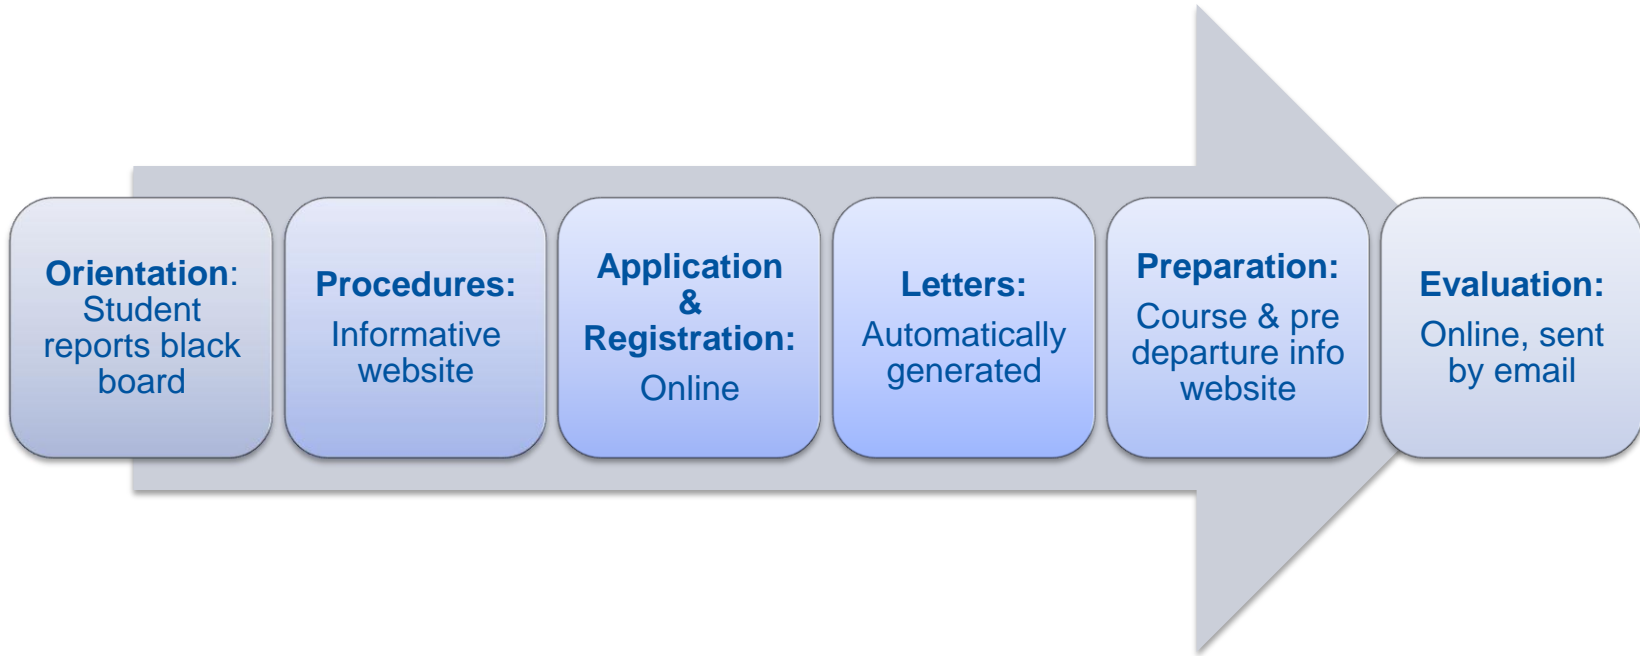 Orientation:
Student
reports black
board
Procedures:
Informative
website
Application
&
Registration:
Online
Letters:
Automatically
generated
Preparation:
Course & pre
departure info
website
Evaluation:
Online, sent
by email